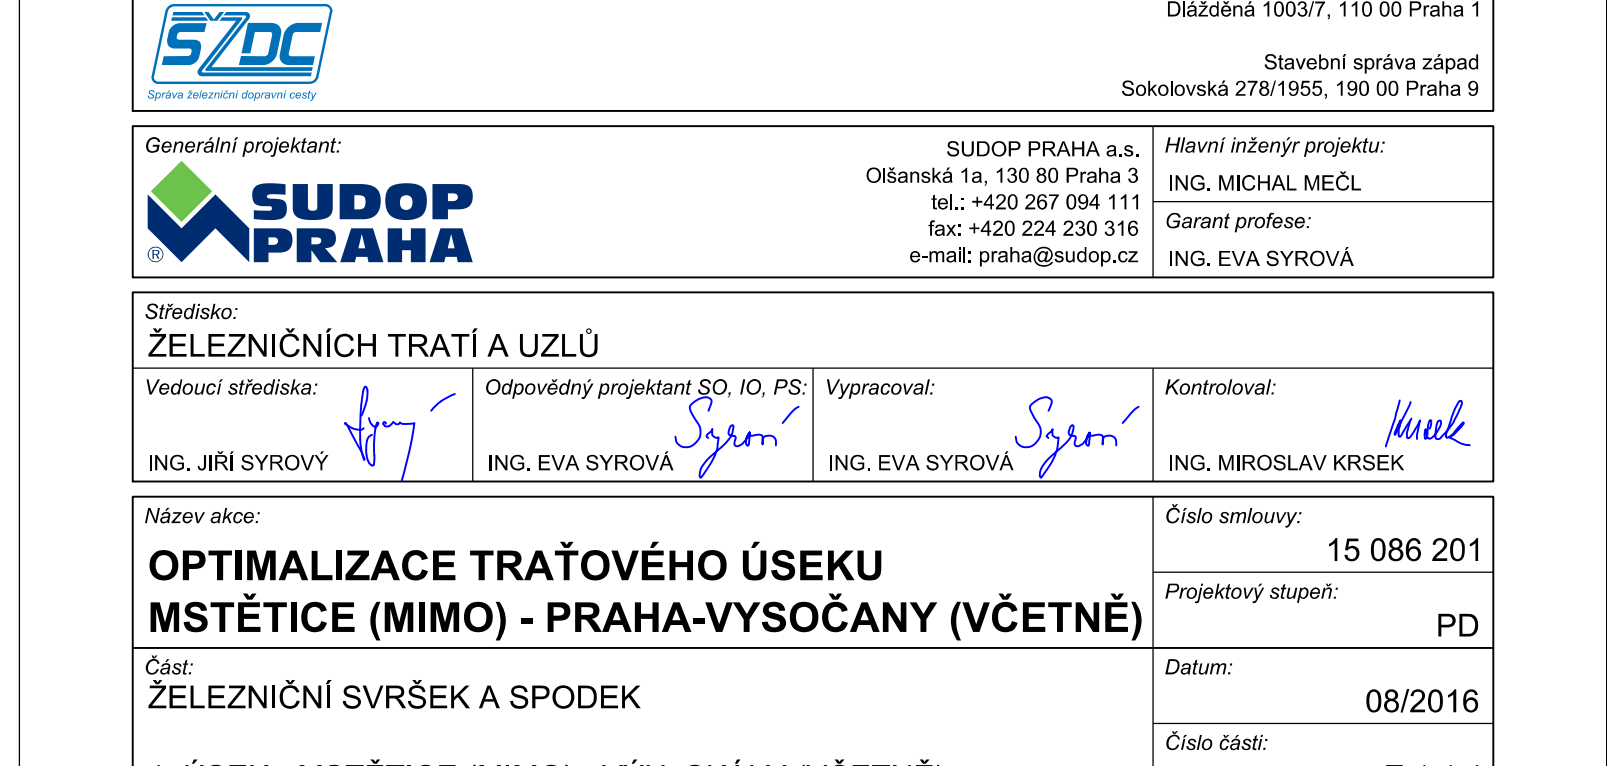 Dlážděná 1003/7, 110 00 Praha 1
SŽDC
Správa železniční dopravní cesty
Stavební správa západ
Sokolovská 278/1955, 190 00 Praha 9
Generální projektant:
SUDOP
PRAHA
®
SUDOP PRAHA a.s.
Olšanská 1a, 130 80 Praha 3
tel.: +420 267 094 111
fax: +420 224 230 316
e-mail: praha@sudop.cz
Hlavní inženýr projektu:
ING. MICHAL MEČL
Garant profese:
ING. EVA SYROVÁ
Středisko:
ŽELEZNIČNÍCH TRATÍ A UZLŮ
Vedoucí střediska:
ING. JIŘÍ SYROVÝ
Odpovědný projektant SO, IO, PS:
Syrová
ING. EVA SYROVÁ
Vypracoval:
Syrová
ING. EVA SYROVÁ
Kontroloval:
Krsek
ING. MIROSLAV KRSEK
Název akce:
OPTIMALIZACE TRAŤOVÉHO ÚSEKU
MSTĚTICE (MIMO) - PRAHA-VYSOČANY (VČETNĚ)
Číslo smlouvy:
15 086 201
Projektový stupeň:
PD
Část:
ŽELEZNIČNÍ SVRŠEK A SPODEK
Datum:
08/2016
Číslo části: